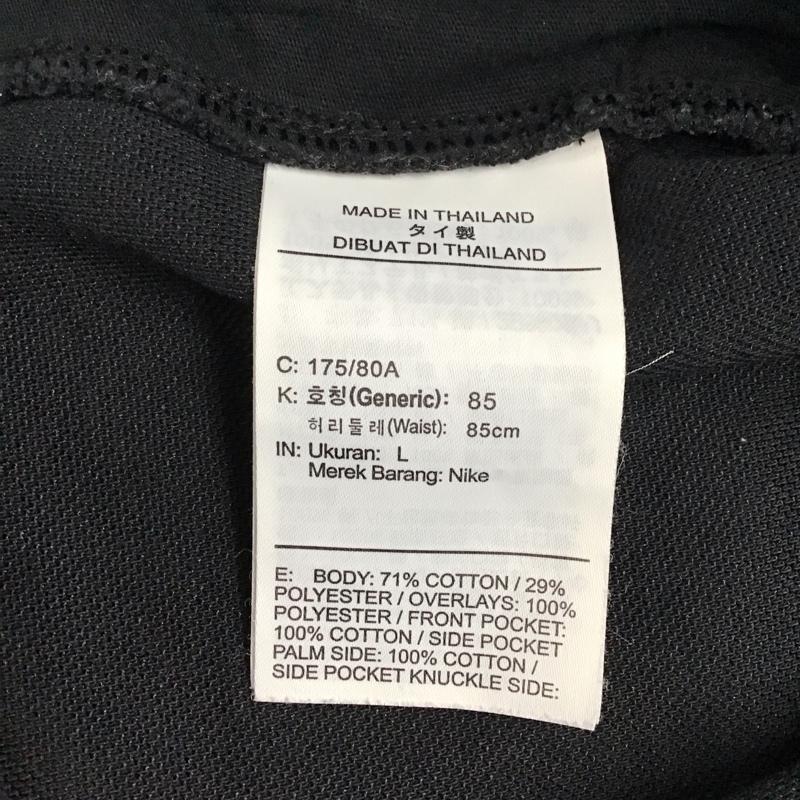 MADE IN THAILAND
タイ製
DIBUAT DI THAILAND
C: 175/80A
K: 호칭(Generic): 85
허리둘레(Waist): 85cm
IN: Ukuran: L
Merek Barang: Nike
E: BODY: 71% COTTON / 29%
POLYESTER / OVERLAYS: 100%
POLYESTER / FRONT POCKET:
100% COTTON / SIDE POCKET
PALM SIDE: 100% COTTON /
SIDE POCKET KNUCKLE SIDE: